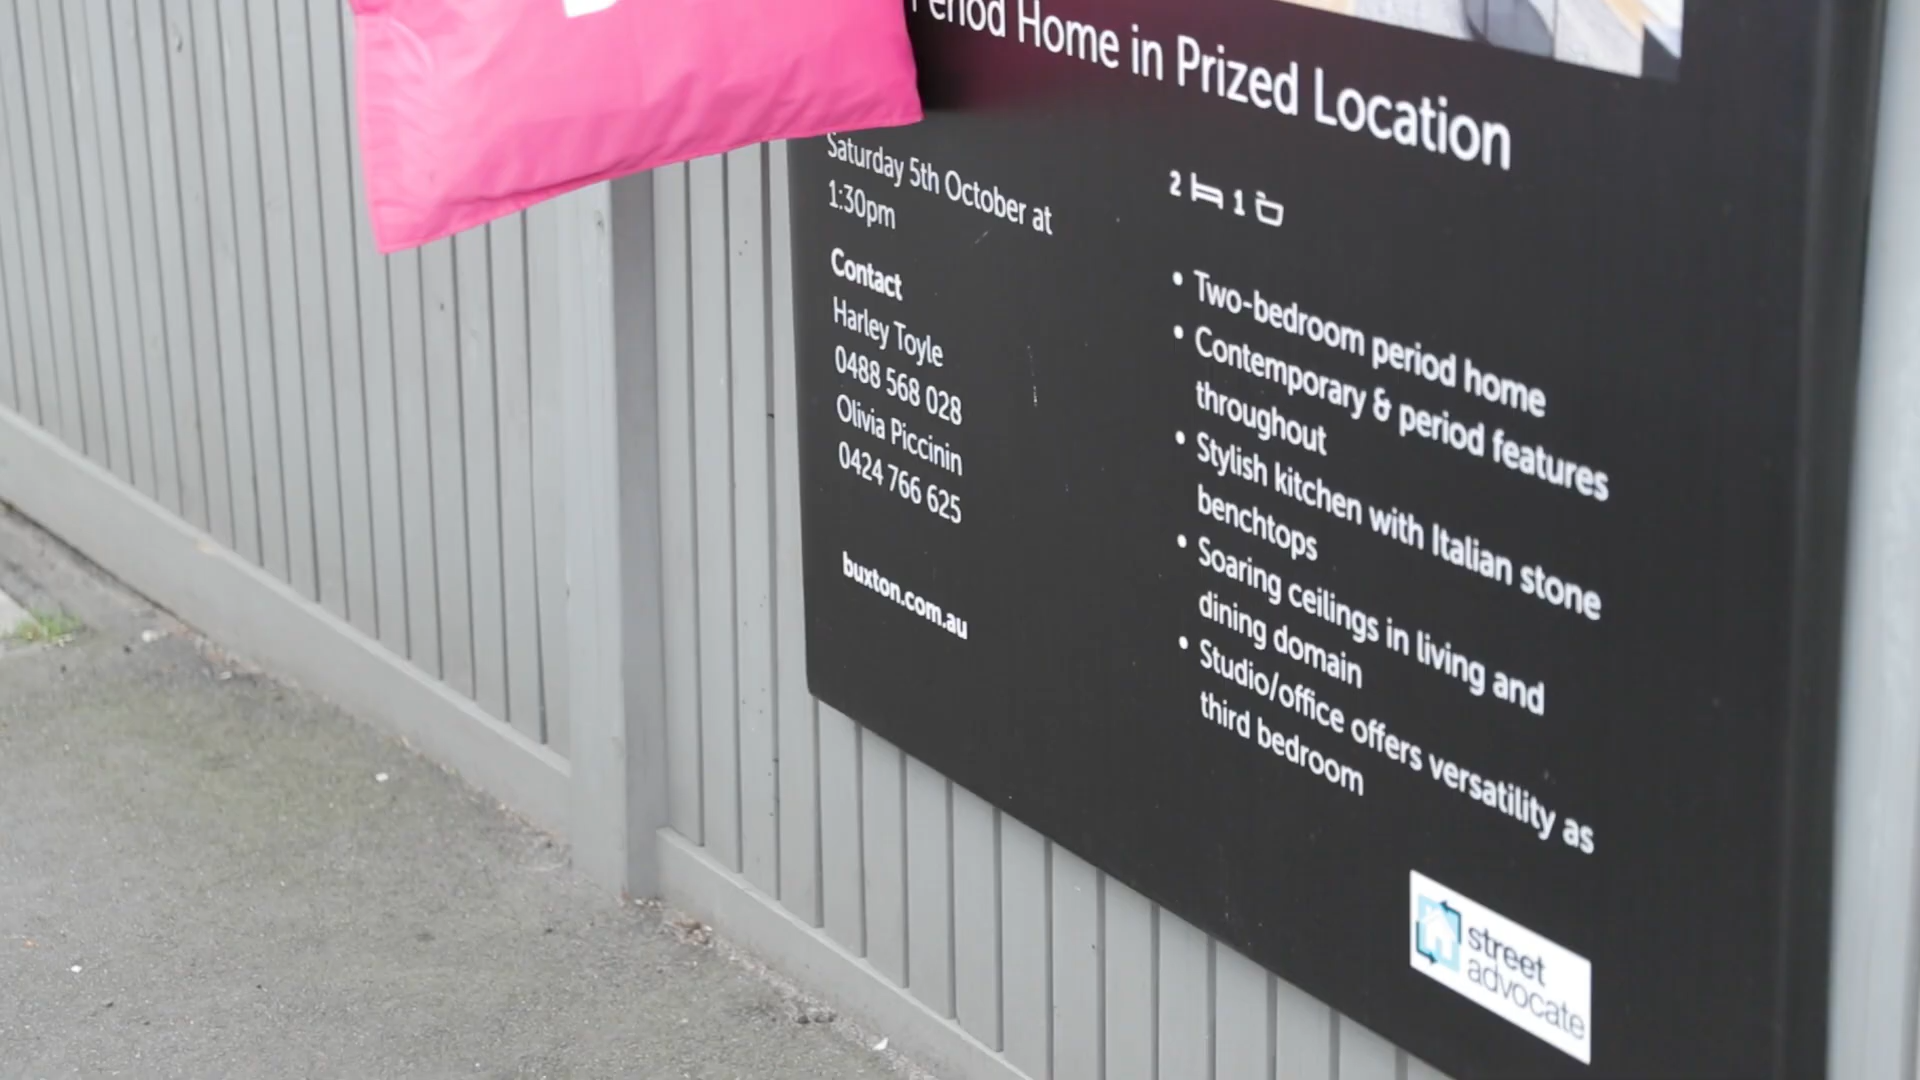 Period Home in Prized Location
Saturday 5th October at
1:30pm
Contact
Harley Toyle
0488 568 028
Olivia Piccinin
0424 766 625
buxton.com.au
2 1
• Two-bedroom period home
• Contemporary & period features
throughout
• Stylish kitchen with Italian stone
benchtops
• Soaring ceilings in living and
dining domain
• Studio/office offers versatility as
third bedroom
street
advocate